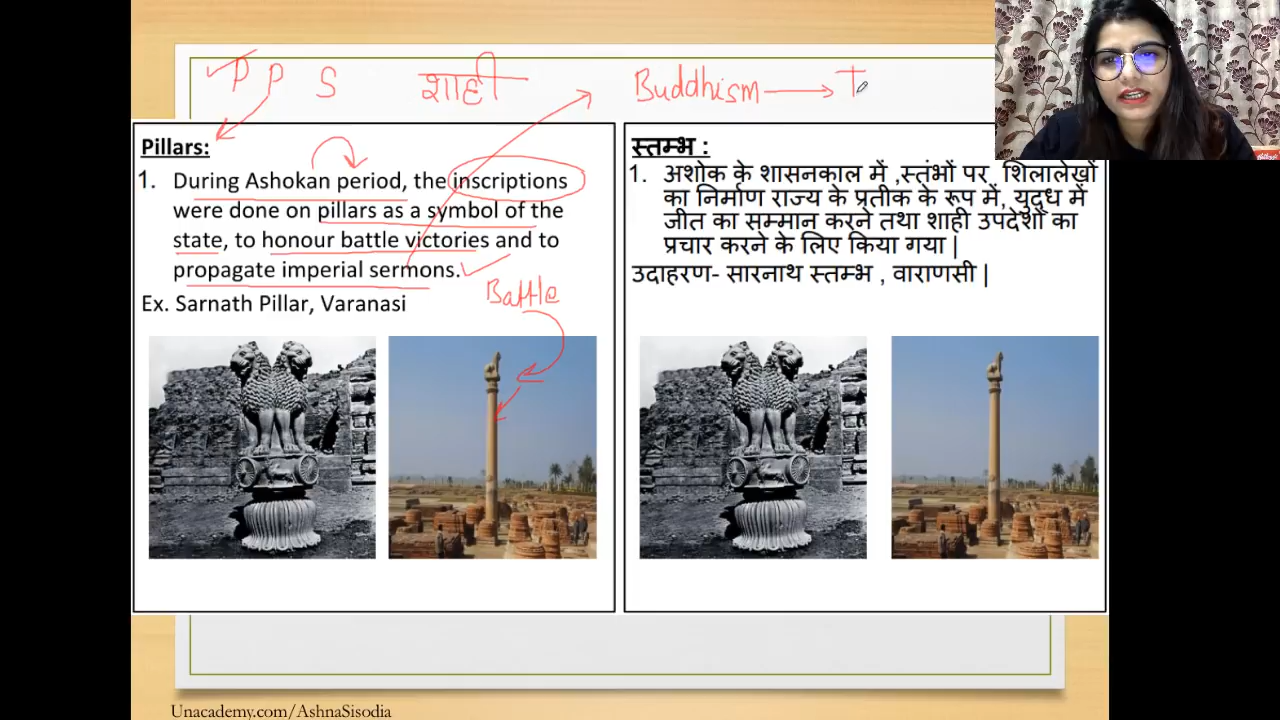 P P S शाही Buddhism → T
Pillars:
1. During Ashokan period, the inscriptions
were done on pillars as a symbol of the
state, to honour battle victories and to
propagate imperial sermons.
Battle
Ex. Sarnath Pillar, Varanasi
स्तम्भ :
1. अशोक के शासनकाल में ,स्तंभों पर शिलालेखों
का निर्माण राज्य के प्रतीक के रूप में, युद्ध में
जीत का सम्मान करने तथा शाही उपदेशों का
प्रचार करने के लिए किया गया |
उदाहरण- सारनाथ स्तम्भ , वाराणसी |
Unacademy.com/AshnaSisodia